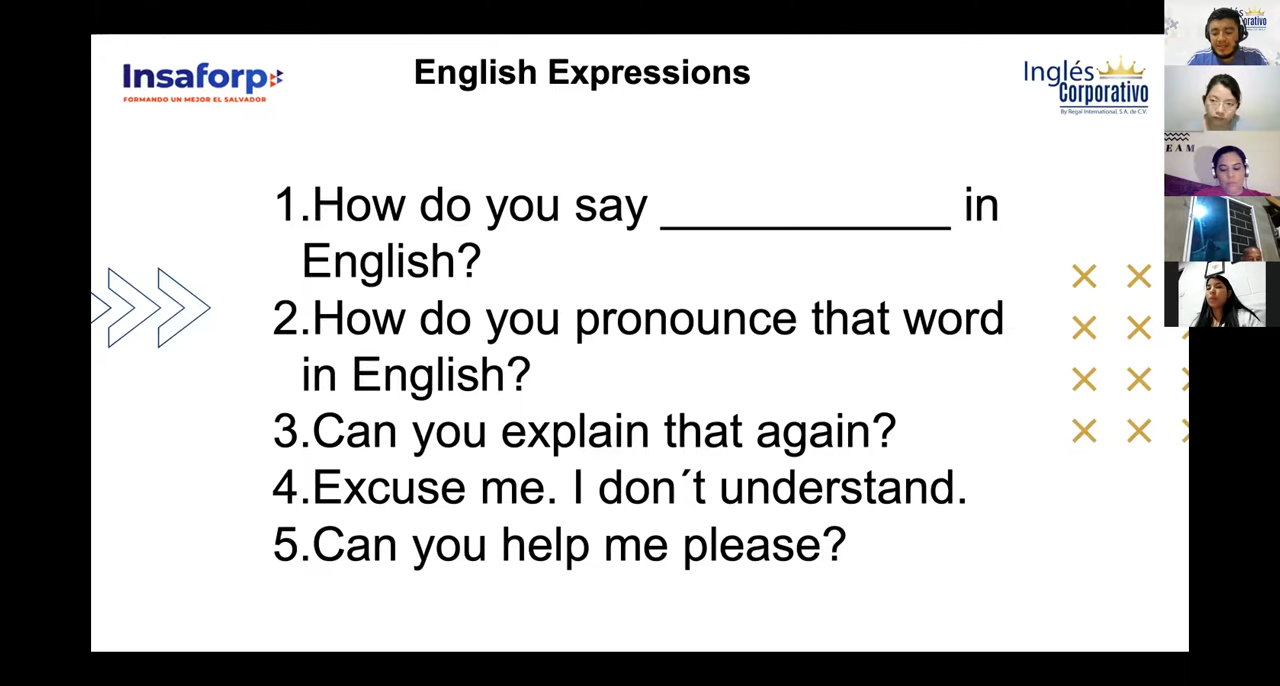 English Expressions
Insaforp
FORMANDO UN MEJOR EL SALVADOR
Inglés
Corporativo
By Regal International, S.A. de C.V.
1.How do you say ____________ in
English?
2.How do you pronounce that word
in English?
3.Can you explain that again?
4.Excuse me. I don´t understand.
5.Can you help me please?
EAM